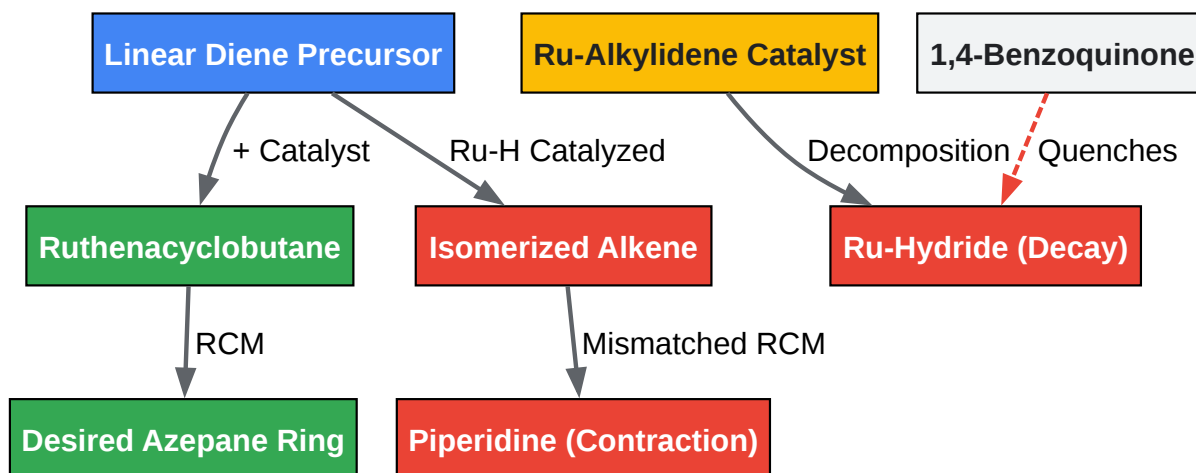 Linear Diene Precursor
Ru-Alkylidene Catalyst
1,4-Benzoquinone
+ Catalyst
Ru-H Catalyzed
Decomposition
Quenches
Ruthenacyclobutane
Isomerized Alkene
Ru-Hydride (Decay)
RCM
Mismatched RCM
Desired Azepane Ring
Piperidine (Contraction)